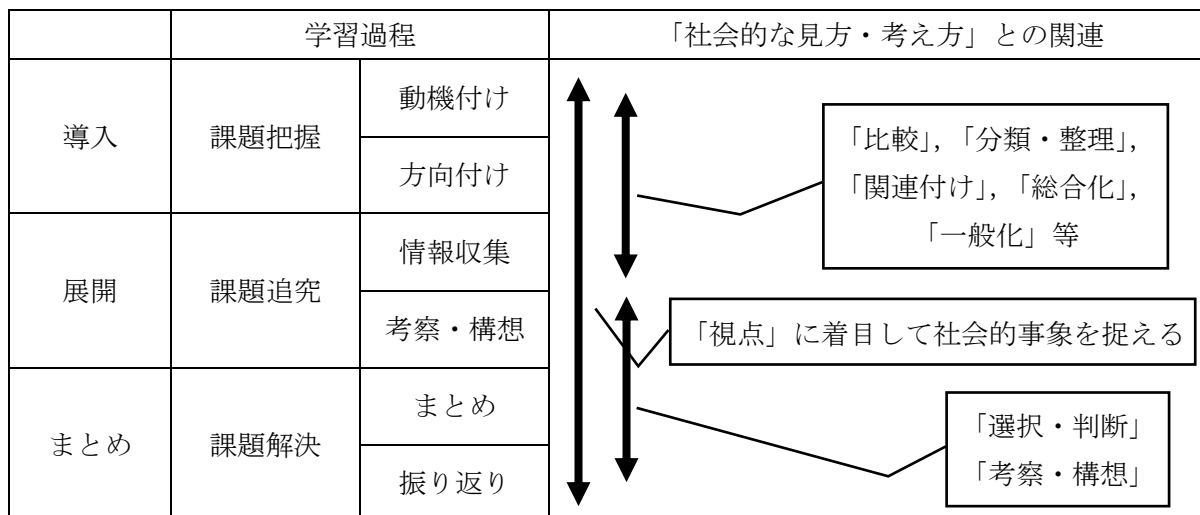 学習過程
「社会的な見方・考え方」との関連
導入
課題把握
動機付け
方向付け
展開
課題追究
情報収集
考察・構想
まとめ
課題解決
まとめ
振り返り
「比較」，「分類・整理」，
「関連付け」，「総合化」，
「一般化」等
「視点」に着目して社会的事象を捉える
「選択・判断」
「考察・構想」